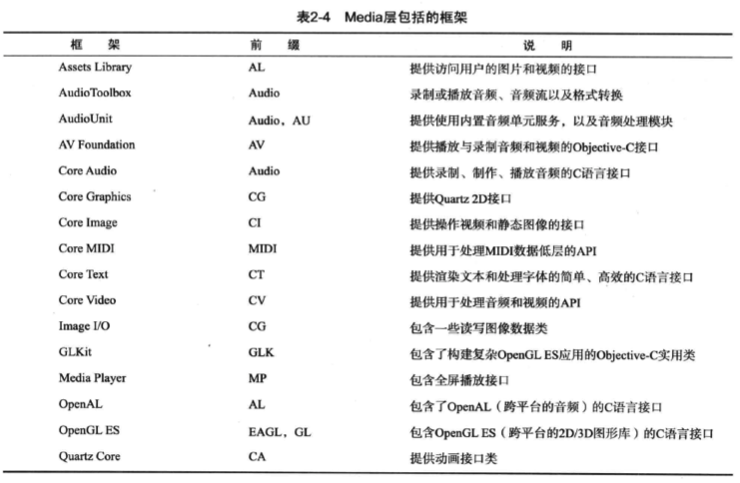 表2-4 Media层包括的框架
框 架 前 缀 说 明
Assets Library AL 提供访问用户的图片和视频的接口
AudioToolbox Audio 录制或播放音频、音频流以及格式转换
AudioUnit Audio，AU 提供使用内置音频单元服务，以及音频处理模块
AV Foundation AV 提供播放与录制音频和视频的Objective-C接口
Core Audio Audio 提供录制、制作、播放音频的C语言接口
Core Graphics CG 提供Quartz 2D接口
Core Image CI 提供操作视频和静态图像的接口
Core MIDI MIDI 提供用于处理MIDI数据低层的API
Core Text CT 提供渲染文本和处理字体的简单、高效的C语言接口
Core Video CV 提供用于处理音频和视频的API
Image I/O CG 包含一些读写图像数据类
GLKit GLK 包含了构建复杂OpenGL ES应用的Objective-C实用类
Media Player MP 包含全屏播放接口
OpenAL AL 包含了OpenAL（跨平台的音频）的C语言接口
OpenGL ES EAGL，GL 包含OpenGL ES（跨平台的2D/3D图形库）的C语言接口
Quartz Core CA 提供动画接口类